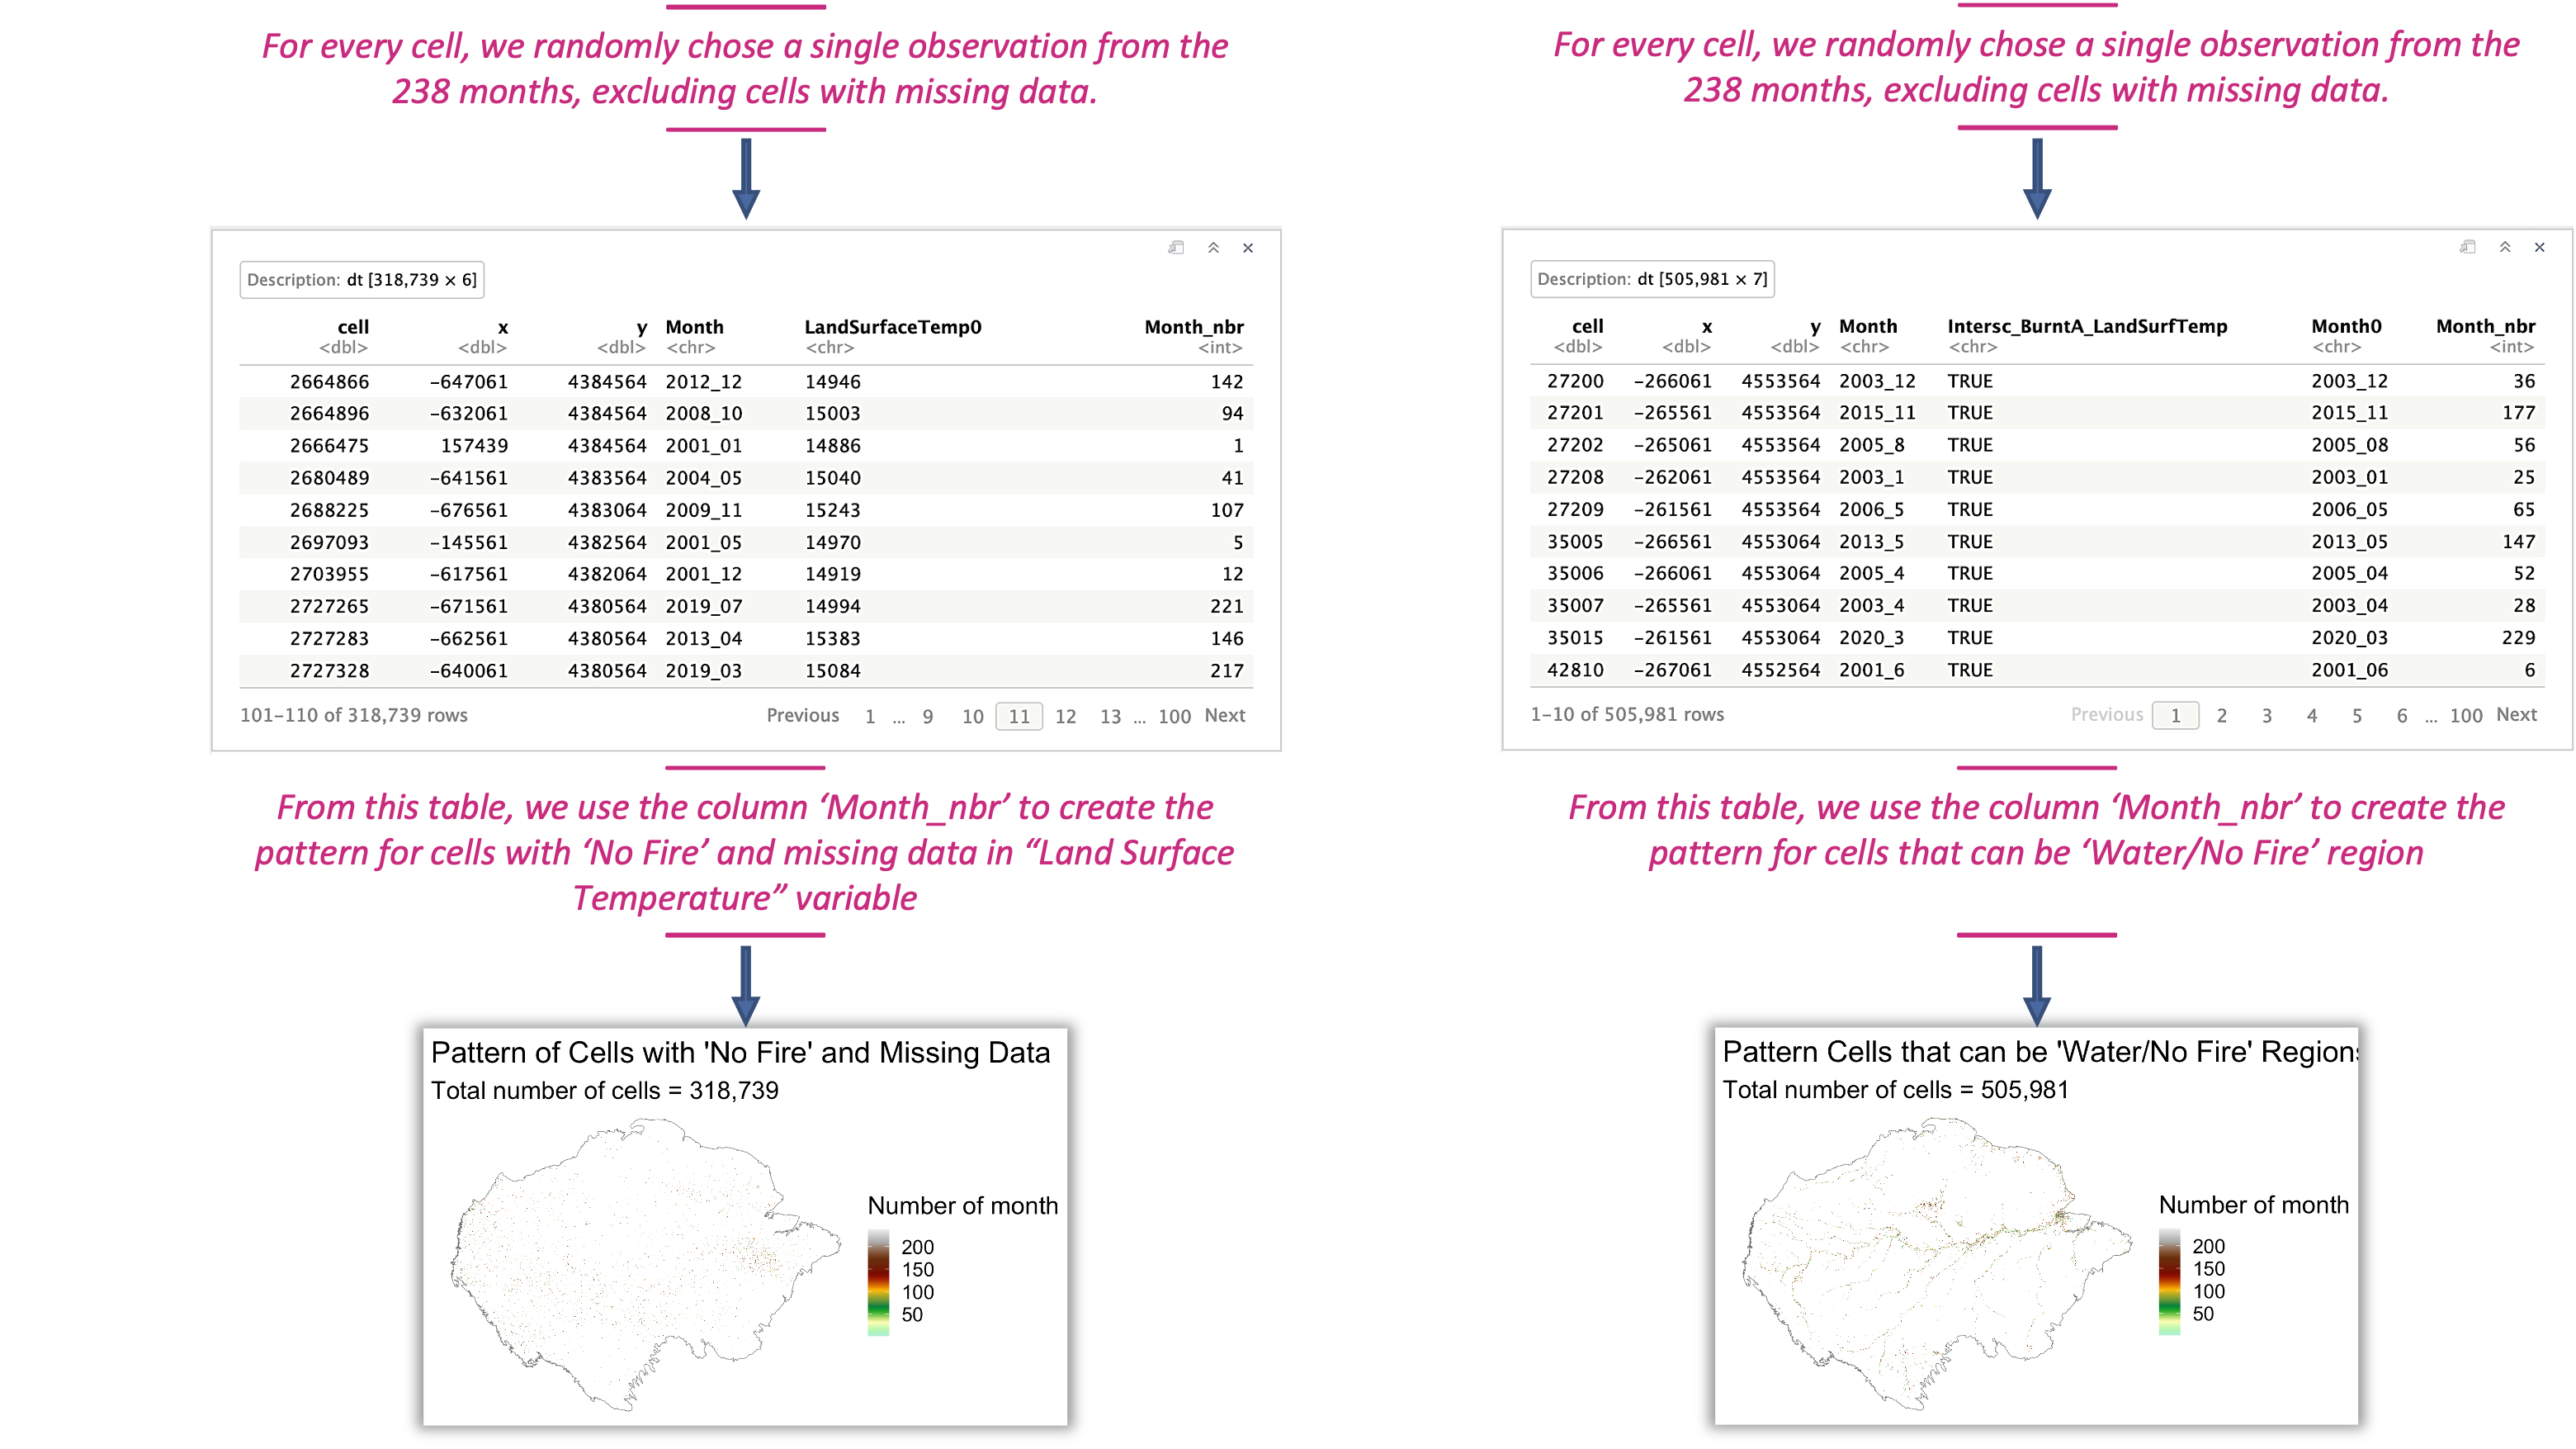 For every cell, we randomly chose a single observation from the
238 months, excluding cells with missing data.
Description: dt [318,739 × 6]
cell x y Month LandSurfaceTemp0 Month_nbr
<dbl> <dbl> <dbl> <chr> <chr> <int>
2664866 −647061 4384564 2012_12 14946 142
2664896 −632061 4384564 2008_10 15003 94
2666475 157439 4384564 2001_01 14886 1
2680489 −641561 4383564 2004_05 15040 41
2688225 −676561 4383064 2009_11 15243 107
2697093 −145561 4382564 2001_05 14970 5
2703955 −617561 4382064 2001_12 14919 12
2727265 −671561 4380564 2019_07 14994 221
2727283 −662561 4380564 2013_04 15383 146
2727328 −640061 4380564 2019_03 15084 217
101–110 of 318,739 rows Previous 1 ... 9 10 11 12 13 ... 100 Next
From this table, we use the column ‘Month_nbr’ to create the
pattern for cells with ‘No Fire’ and missing data in “Land Surface
Temperature” variable
Pattern of Cells with 'No Fire' and Missing Data
Total number of cells = 318,739
Number of month
200
150
100
50
For every cell, we randomly chose a single observation from the
238 months, excluding cells with missing data.
Description: dt [505,981 × 7]
cell x y Month Intersc_BurntA_LandSurfTemp Month0 Month_nbr
<dbl> <dbl> <dbl> <chr> <chr> <chr> <int>
27200 −266061 4553564 2003_12 TRUE 2003_12 36
27201 −265561 4553564 2015_11 TRUE 2015_11 177
27202 −265061 4553564 2005_8 TRUE 2005_08 56
27208 −262061 4553564 2003_1 TRUE 2003_01 25
27209 −261561 4553564 2006_5 TRUE 2006_05 65
35005 −266561 4553064 2013_5 TRUE 2013_05 147
35006 −266061 4553064 2005_4 TRUE 2005_04 52
35007 −265561 4553064 2003_4 TRUE 2003_04 28
35015 −261561 4553064 2020_3 TRUE 2020_03 229
42810 −267061 4552564 2001_6 TRUE 2001_06 6
1–10 of 505,981 rows Previous 1 2 3 4 5 6 ... 100 Next
From this table, we use the column ‘Month_nbr’ to create the
pattern for cells that can be ‘Water/No Fire’ region
Pattern Cells that can be 'Water/No Fire' Regions
Total number of cells = 505,981
Number of month
200
150
100
50